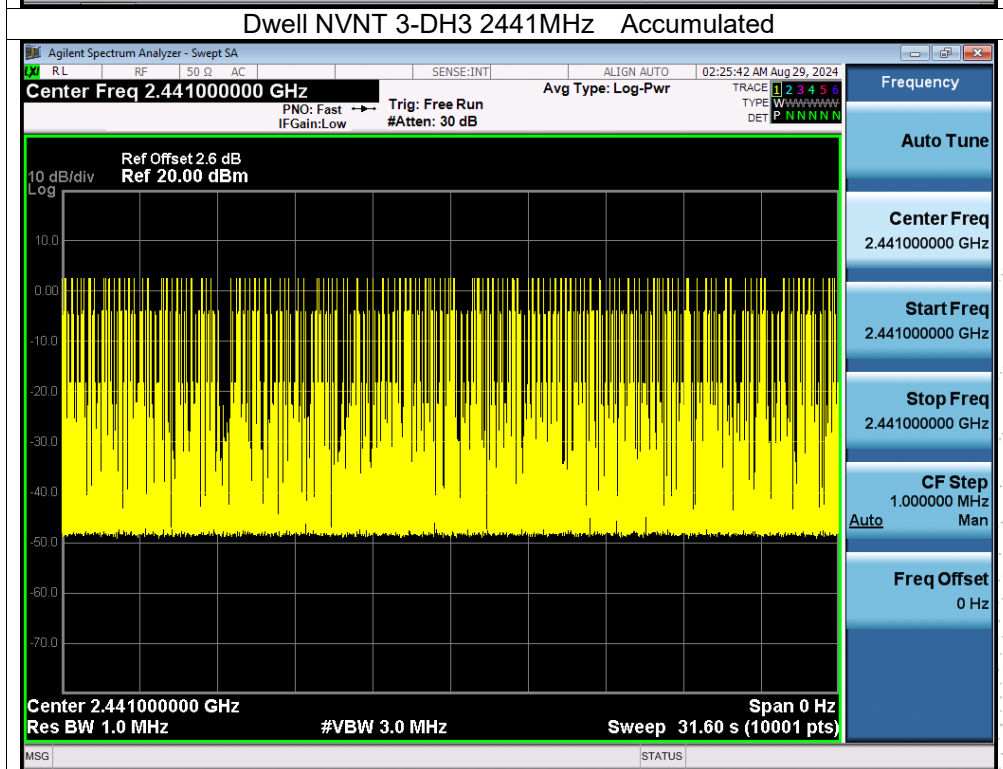 Dwell NVNT 3-DH3 2441MHz Accumulated
Agilent Spectrum Analyzer - Swept SA
LXI RL RF 50 Ω AC SENSE:INT ALIGN AUTO 02:25:42 AM Aug 29, 2024
Center Freq 2.441000000 GHz
PNO: Fast
IFGain:Low
Trig: Free Run
#Atten: 30 dB
Avg Type: Log-Pwr
TRACE 1 2 3 4 5 6
TYPE WWWWWWW
DET P N N N N N
Ref Offset 2.6 dB
10 dB/div Ref 20.00 dBm
Log
10.0
0.00
-10.0
-20.0
-30.0
-40.0
-50.0
-60.0
-70.0
Center 2.441000000 GHz Span 0 Hz
Res BW 1.0 MHz #VBW 3.0 MHz Sweep 31.60 s (10001 pts)
MSG STATUS
Frequency
Auto Tune
Center Freq
2.441000000 GHz
Start Freq
2.441000000 GHz
Stop Freq
2.441000000 GHz
CF Step
1.000000 MHz
Auto Man
Freq Offset
0 Hz